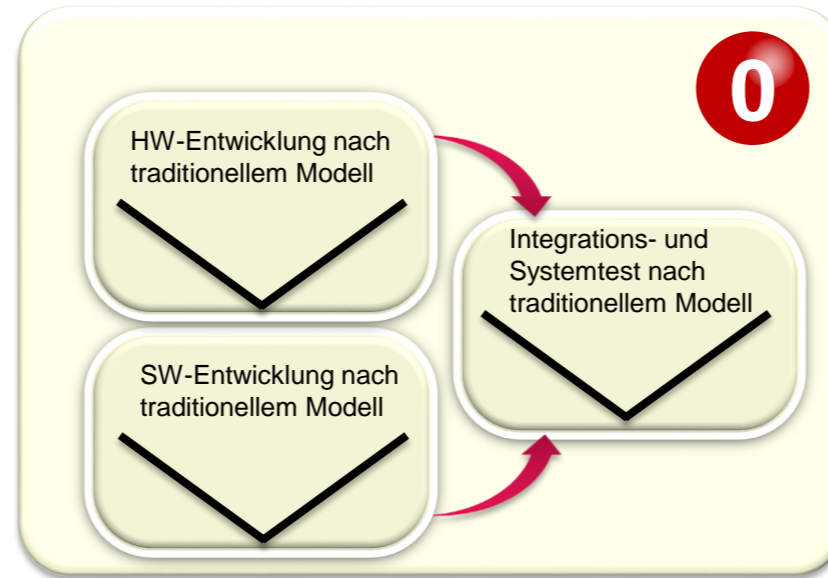 0
HW-Entwicklung nach
traditionellem Modell
Integrations- und
Systemtest nach
traditionellem Modell
SW-Entwicklung nach
traditionellem Modell